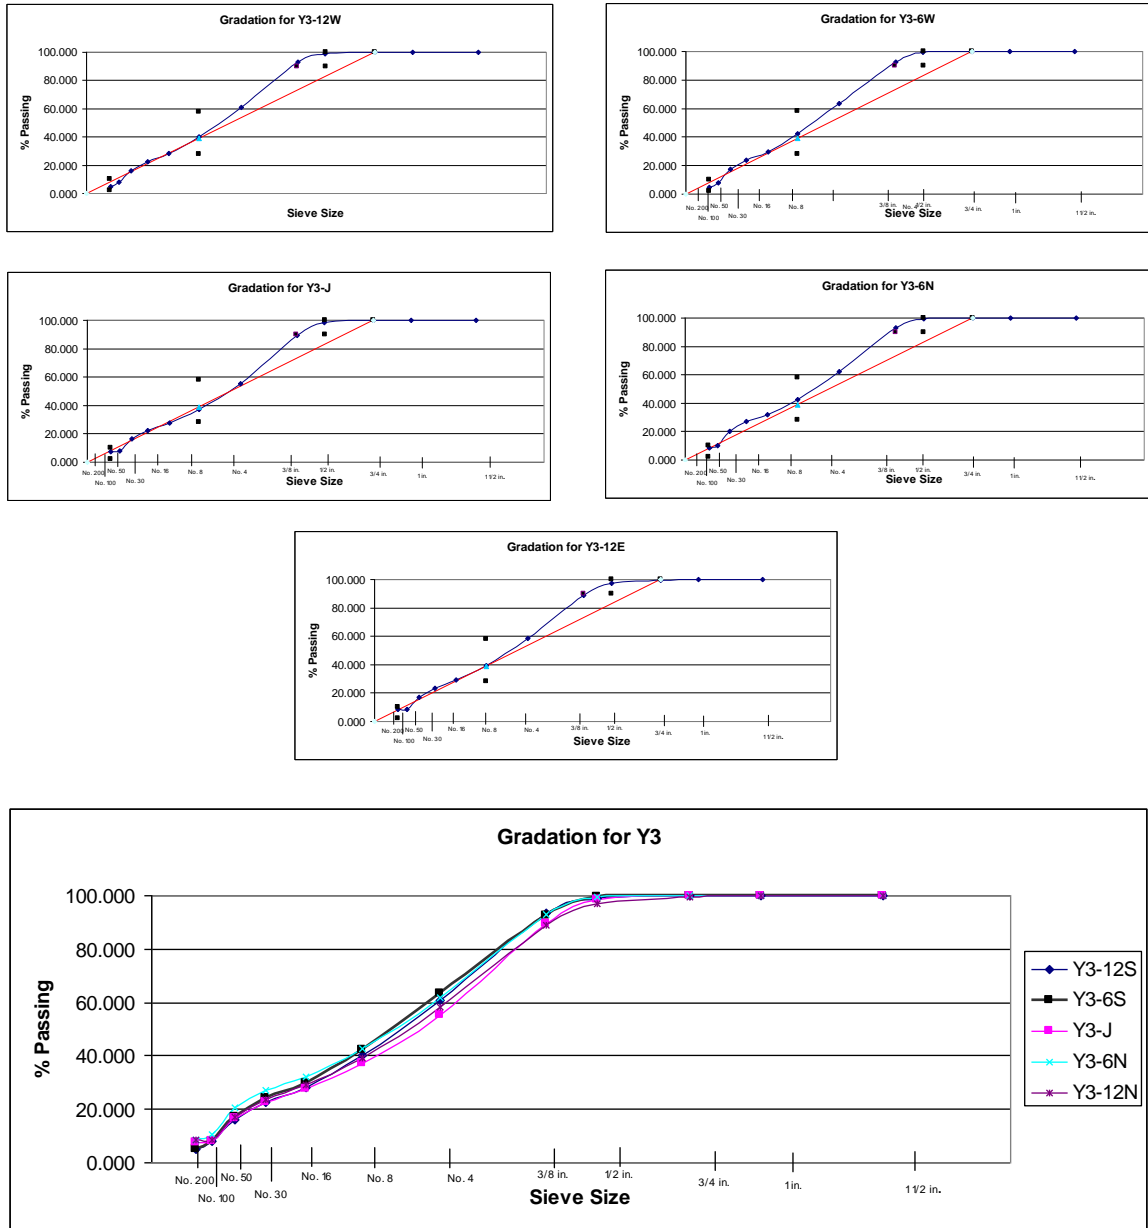 Gradation for Y3-12W
100.000
80.000
60.000
40.000
20.000
0.000
% Passing
Sieve Size
Gradation for Y3-6W
100.000
80.000
60.000
40.000
20.000
0.000
% Passing
No. 200
No. 100
No. 50
No. 30
No. 16
No. 8
3/8 in.
No. 4
1/2 in.
3/4 in.
1in.
11/2 in.
Sieve Size
Gradation for Y3-J
100.000
80.000
60.000
40.000
20.000
0.000
% Passing
No. 200
No. 100
No. 50
No. 30
No. 16
No. 8
No. 4
3/8 in.
1/2 in.
3/4 in.
1in.
11/2 in.
Sieve Size
Gradation for Y3-6N
100.000
80.000
60.000
40.000
20.000
0.000
% Passing
No. 200
No. 100
No. 50
No. 30
No. 16
No. 8
No. 4
3/8 in.
1/2 in.
3/4 in.
1in.
11/2 in.
Sieve Size
Gradation for Y3-12E
100.000
80.000
60.000
40.000
20.000
0.000
% Passing
No. 200
No. 100
No. 50
No. 30
No. 16
No. 8
No. 4
3/8 in.
1/2 in.
3/4 in.
1in.
11/2 in.
Sieve Size
Gradation for Y3
100.000
80.000
60.000
40.000
20.000
0.000
% Passing
No. 200
No. 100
No. 50
No. 30
No. 16
No. 8
No. 4
3/8 in.
1/2 in.
3/4 in.
1in.
11/2 in.
Sieve Size
Y3-12S
Y3-6S
Y3-J
Y3-6N
Y3-12N